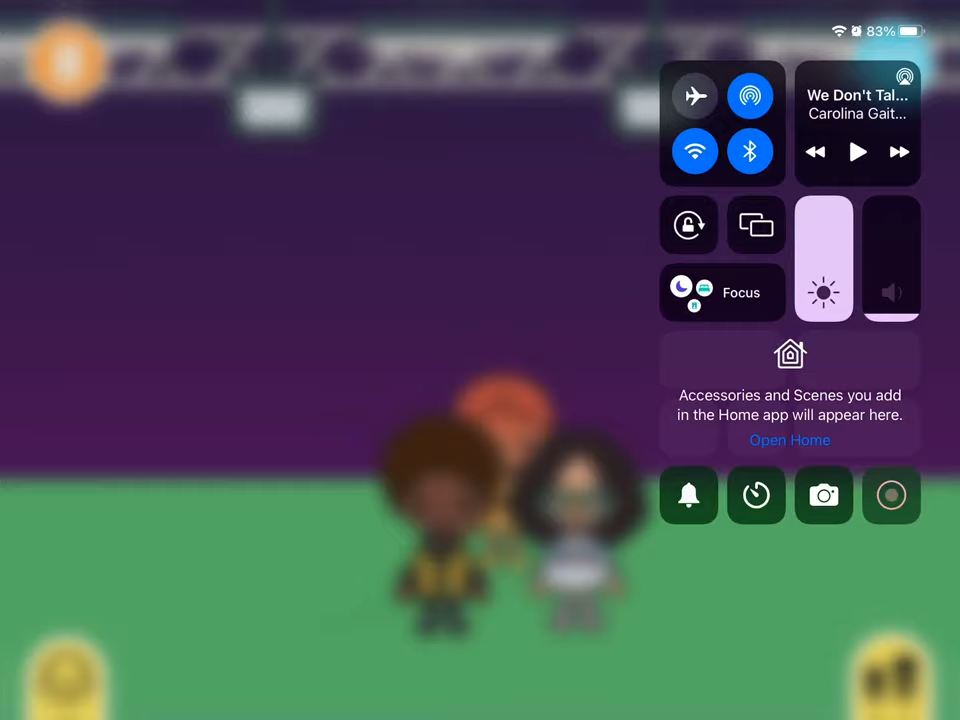 83%
We Don't Tal...
Carolina Gait...
Focus
Accessories and Scenes you add
in the Home app will appear here.
Open Home